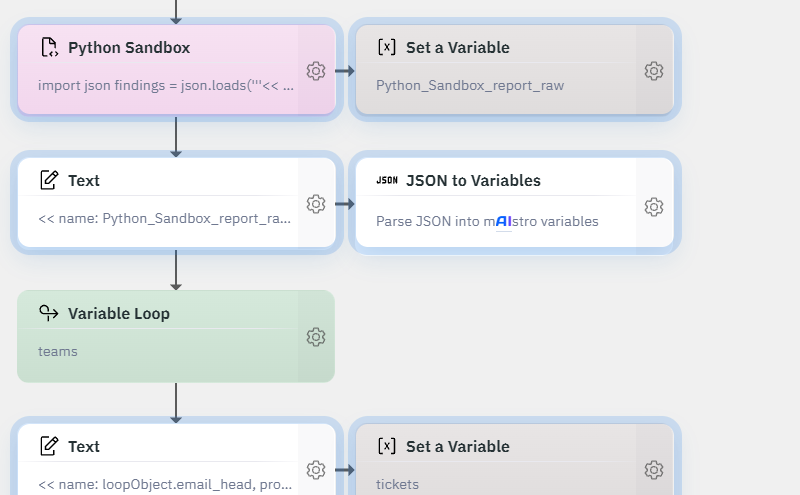 Python Sandbox
import json findings = json.loads('''<< ...
Set a Variable
Python_Sandbox_report_raw
Text
<< name: Python_Sandbox_report_ra...
JSON JSON to Variables
Parse JSON into mAIstro variables
Variable Loop
teams
Text
<< name: loopObject.email_head, pro...
Set a Variable
tickets